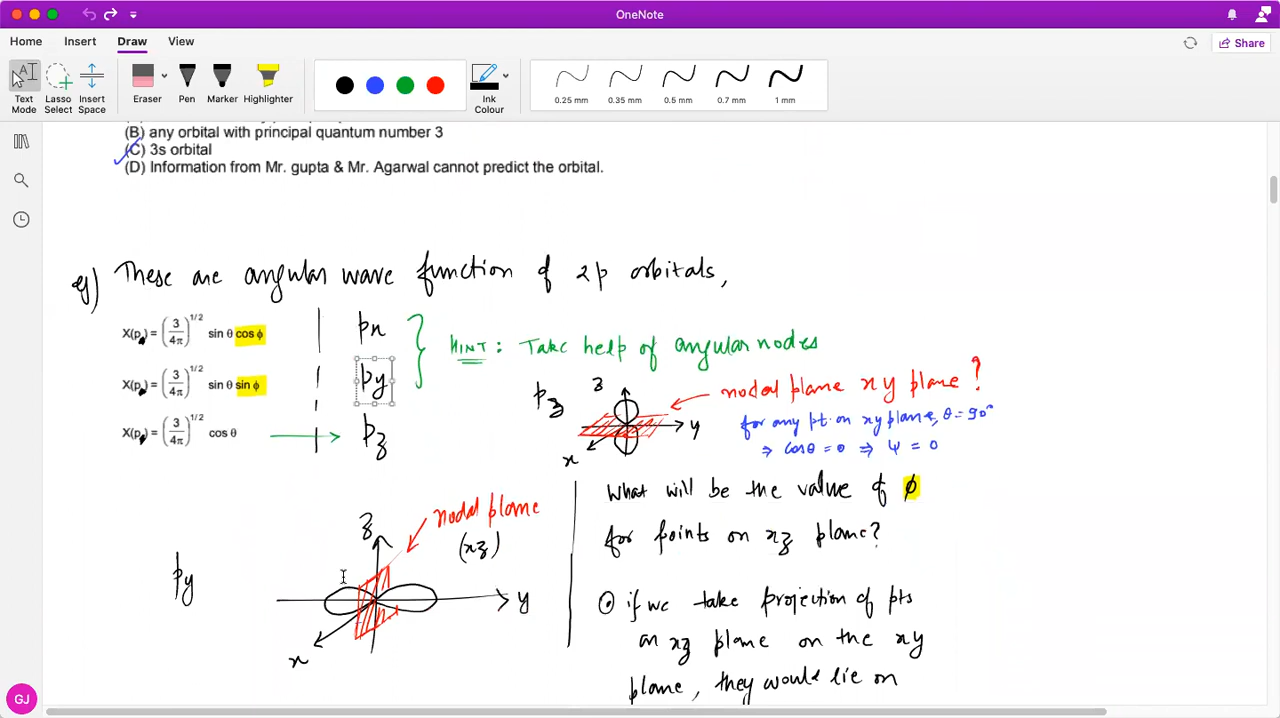 OneNote
Home Insert Draw View
Share
Text Mode
Lasso Select
Insert Space
Eraser
Pen
Marker
Highlighter
Ink Colour
0.25 mm 0.35 mm 0.5 mm 0.7 mm 1 mm
(B) any orbital with principal quantum number 3
(C) 3s orbital
(D) Information from Mr. gupta & Mr. Agarwal cannot predict the orbital.
eg) These are angular wave function of 2p orbitals,
X(p ) = (3/4π)^1/2 sin θ cos ϕ
px
HINT : Take help of angular nodes
X(p ) = (3/4π)^1/2 sin θ sin ϕ
py
X(p ) = (3/4π)^1/2 cos θ
pz
pz
z
y
x
nodal plane xy plane ?
for any pt. on xy plane, θ = 90°
⇒ cosθ = 0 ⇒ Ψ = 0
py
z
y
x
nodal plane
(xz)
What will be the value of ϕ
for points on xz plane?
if we take projection of pts
on xz plane on the xy
plane, they would lie on
GJ